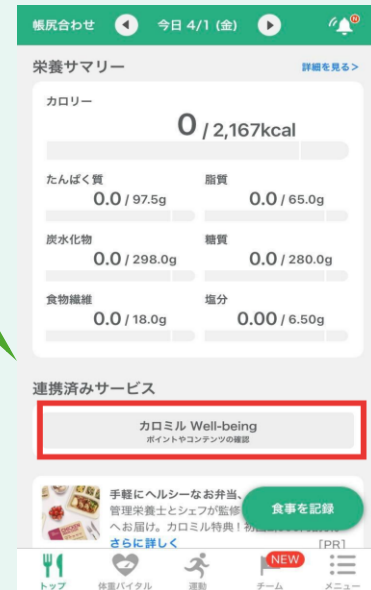 帳尻合わせ 今日 4/1 (金) N
栄養サマリー 詳細を見る>
カロリー
0 / 2,167kcal
たんぱく質 脂質
0.0 / 97.5g 0.0 / 65.0g
炭水化物 糖質
0.0 / 298.0g 0.0 / 280.0g
食物繊維 塩分
0.0 / 18.0g 0.00 / 6.50g
連携済みサービス
カロミル Well-being
ポイントやコンテンツの確認
手軽にヘルシーなお弁当、
管理栄養士とシェフが監修
へお届け。カロミル特典！初
さらに詳しく [PR]
食事を記録
NEW
トップ 体重バイタル 運動 チーム メニュー